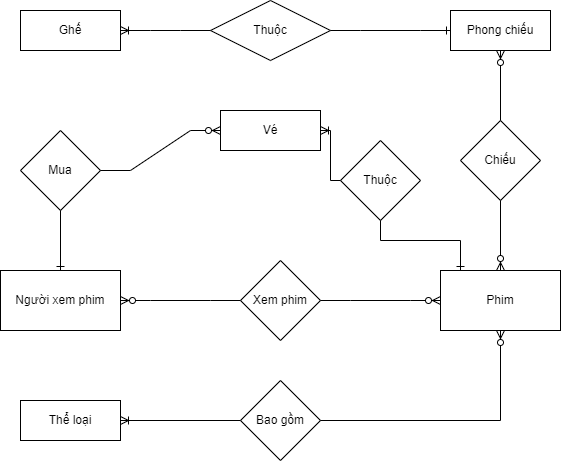 Ghế
Thuộc
Phong chiếu
Vé
Mua
Thuộc
Chiếu
Người xem phim
Xem phim
Phim
Thể loại
Bao gồm